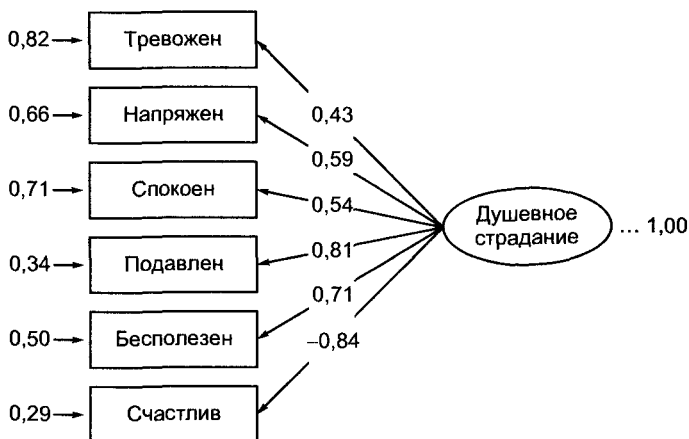 0,82 Тревожен
0,43
0,66 Напряжен
0,59
0,71 Спокоен
0,54
Душевное
страдание
... 1,00
0,34 Подавлен
0,81
0,71
0,50 Бесполезен
–0,84
0,29 Счастлив